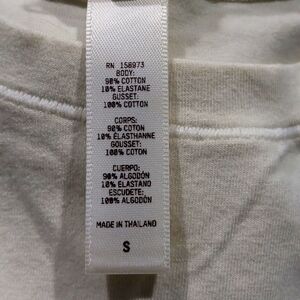 RN 158973
BODY:
90% COTTON
10% ELASTANE
GUSSET:
100% COTTON
CORPS:
90% COTON
10% ÉLASTHANNE
GOUSSET:
100% COTON
CUERPO:
90% ALGODÓN
10% ELASTANO
ESCUDETE:
100% ALGODÓN
MADE IN THAILAND
S